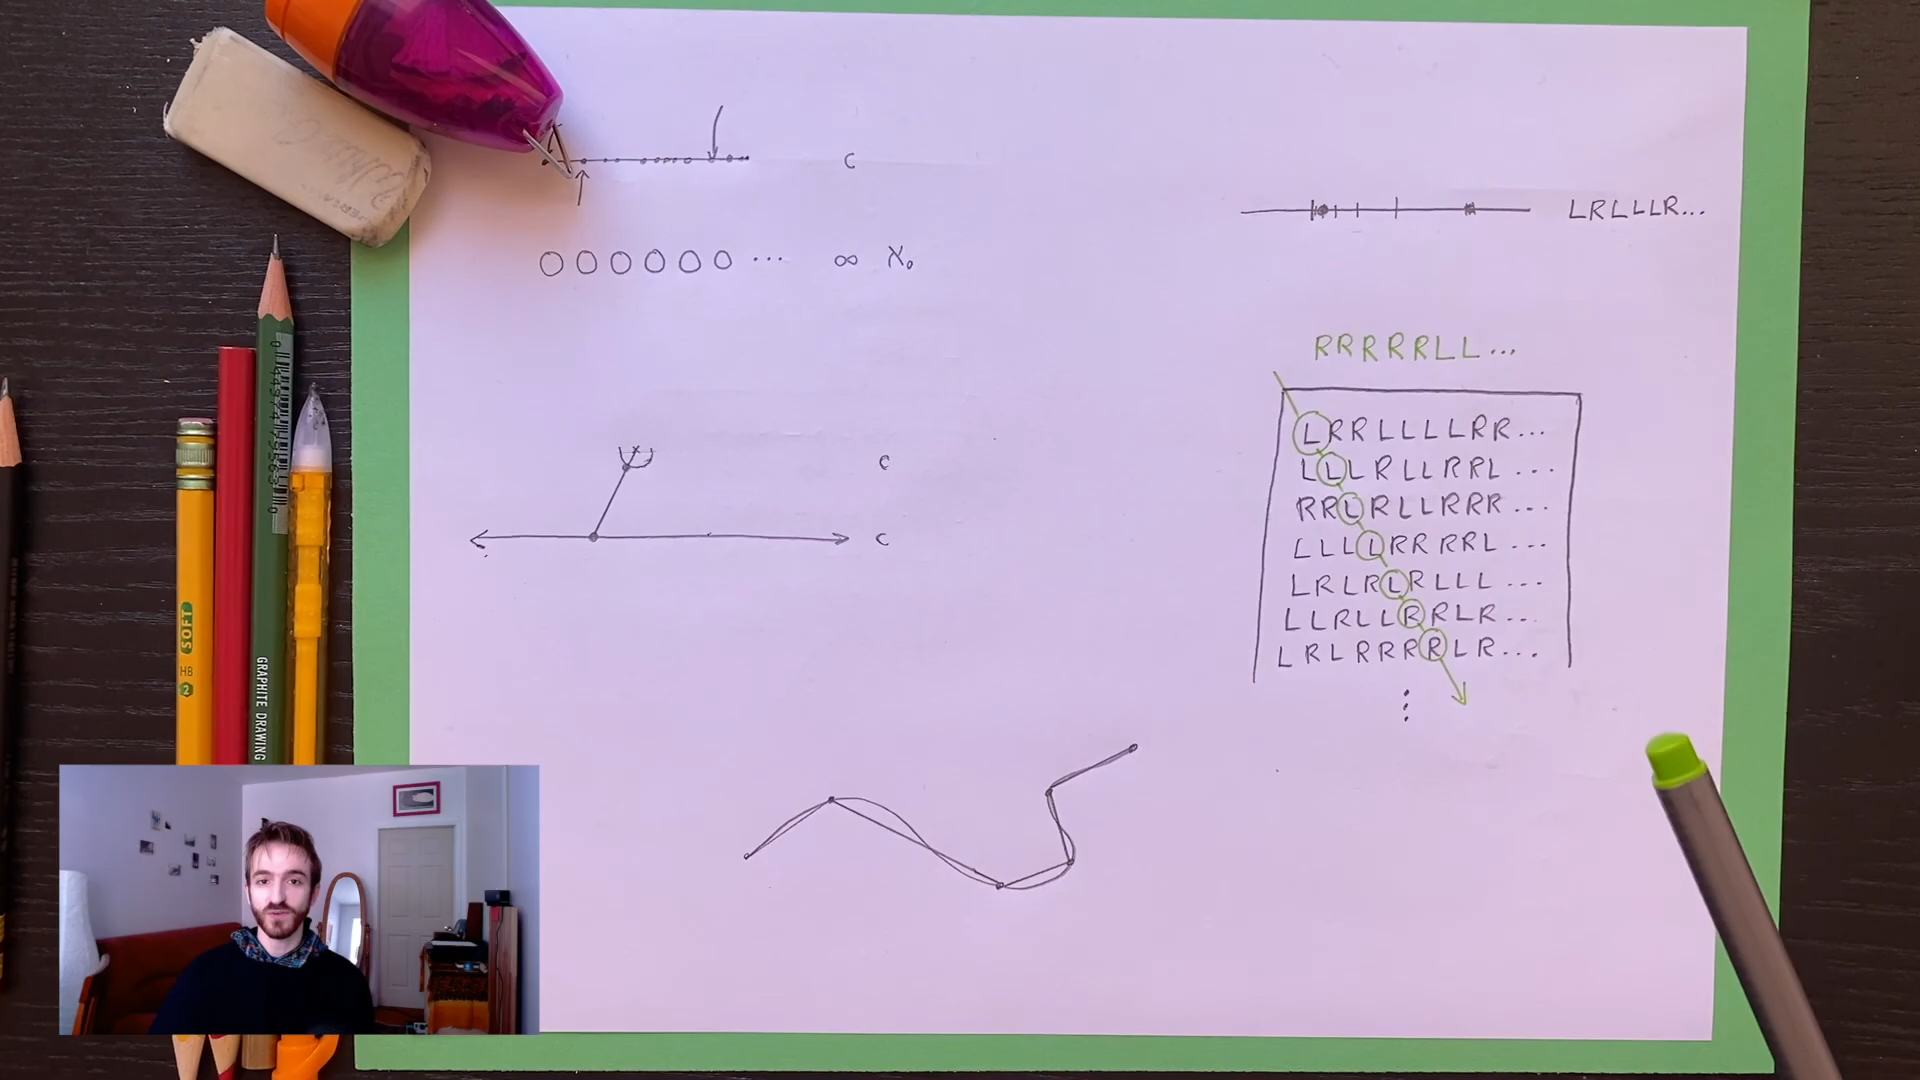 C
∞ ℵ₀
C
C
LRLLLR...
RRRRRLL...
LRRLLLLRR...
LLLRLLRRL...
RRLRLLRRR...
LLLLRRRRL...
LRLRLRLLL...
LLRLLRRLR...
LRLRRRRLR...
SOFT
HB
2
GRAPHITE DRAWING